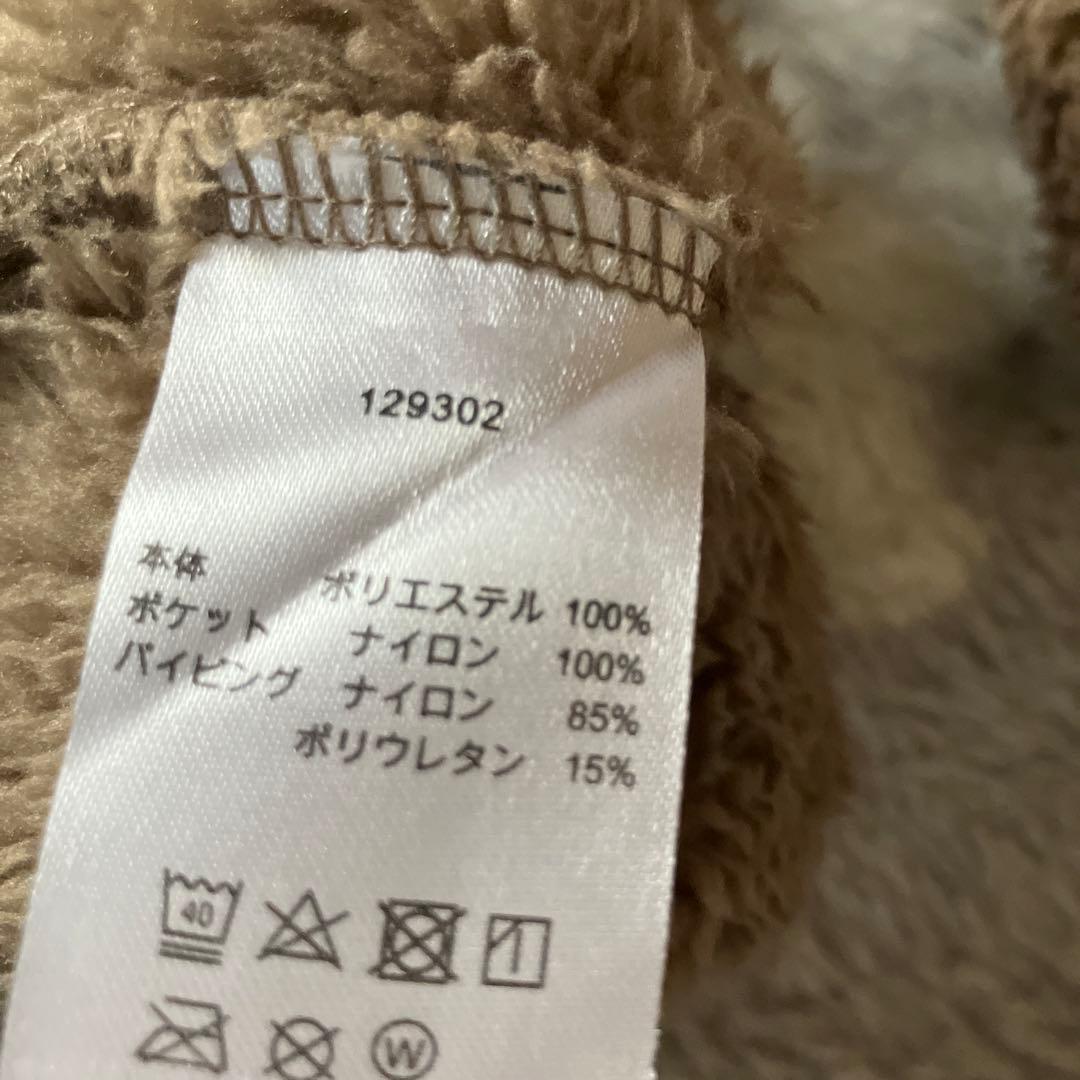 129302
本体 ポリエステル 100%
ポケット ナイロン 100%
パイピング ナイロン 85%
ポリウレタン 15%
40
W